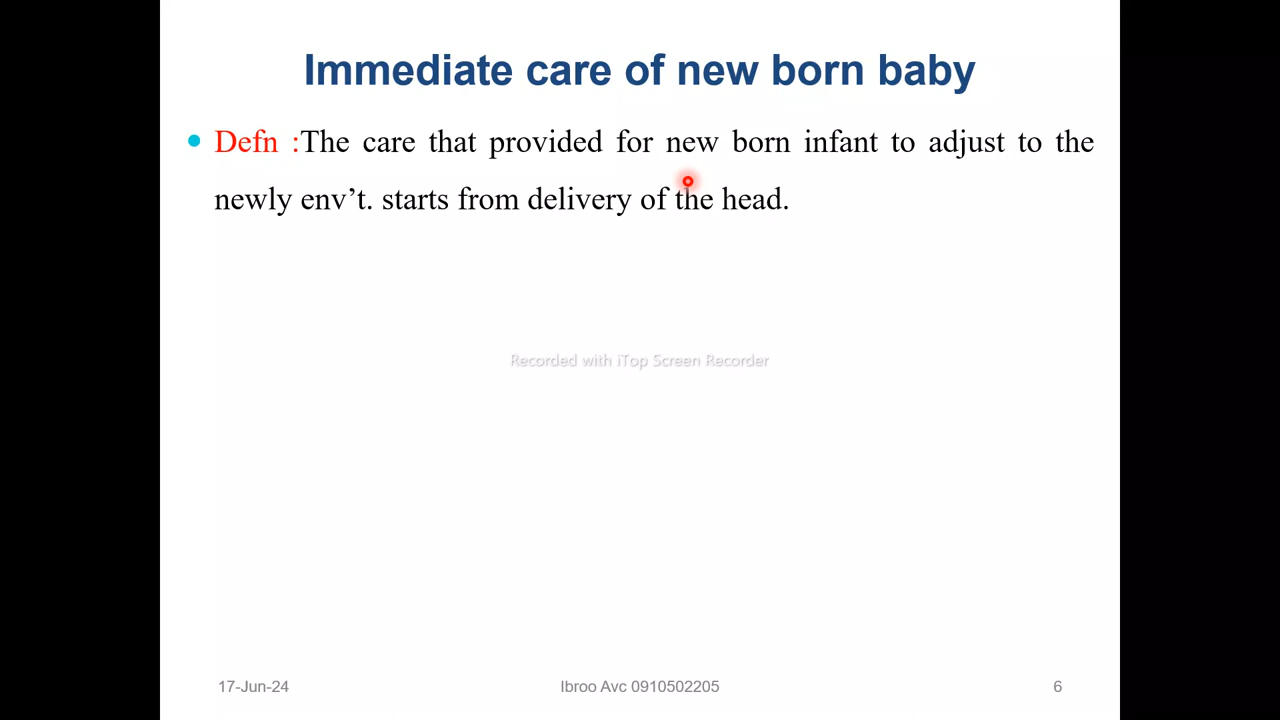 Immediate care of new born baby
• Defn :The care that provided for new born infant to adjust to the
newly env’t. starts from delivery of the head.
Recorded with iTop Screen Recorder
17-Jun-24
Ibroo Avc 0910502205
6